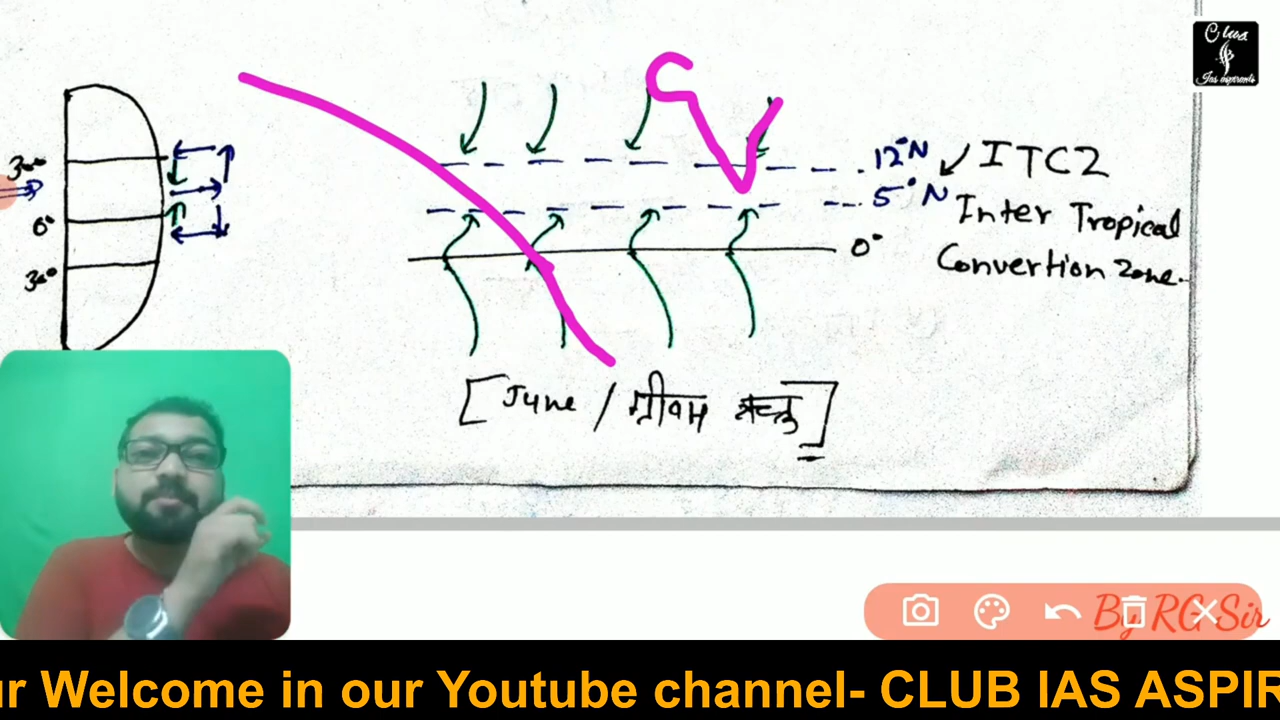 Club
Ias aspirants
30°
0°
30°
12°N
5°N
0°
ITCZ
Inter Tropical
Convertion Zone.
[June / ग्रीष्म ऋतु]
By RG Sir
ur Welcome in our Youtube channel- CLUB IAS ASPIR